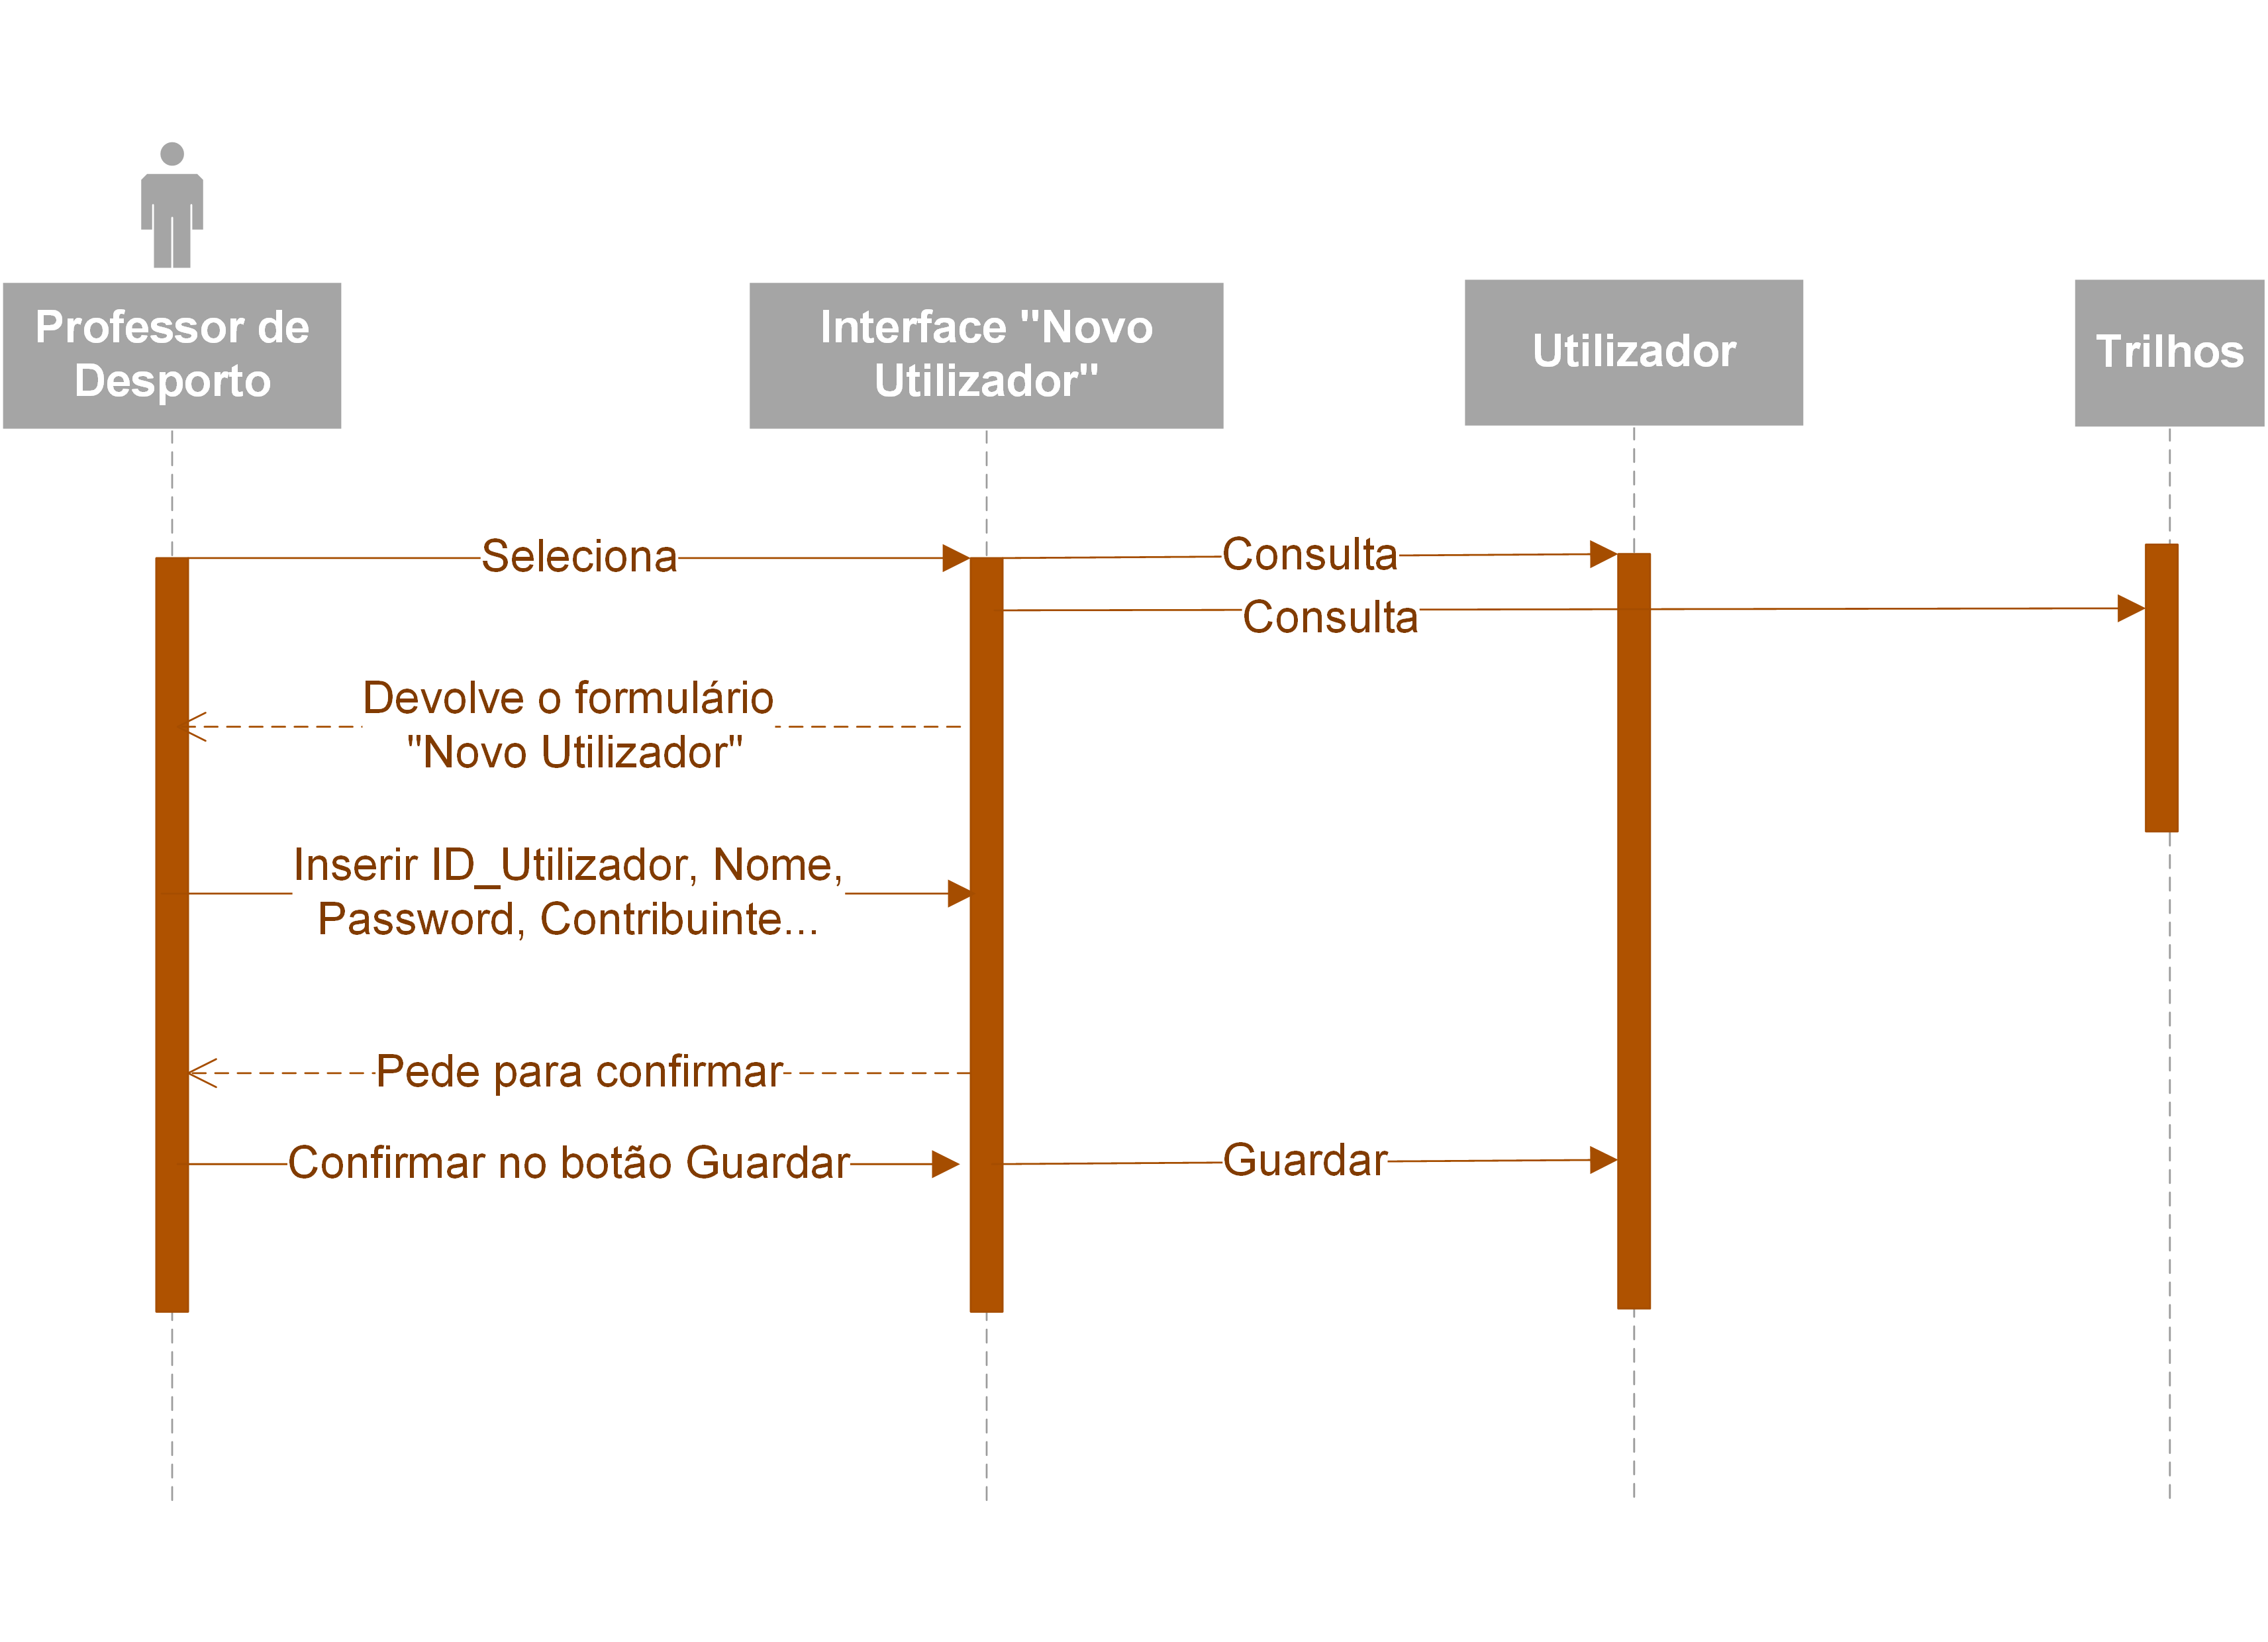 Professor de
Desporto
Interface "Novo
Utilizador"
Utilizador
Trilhos
Seleciona
Consulta
Consulta
Devolve o formulário
"Novo Utilizador"
Inserir ID_Utilizador, Nome,
Password, Contribuinte...
Pede para confirmar
Confirmar no botão Guardar
Guardar